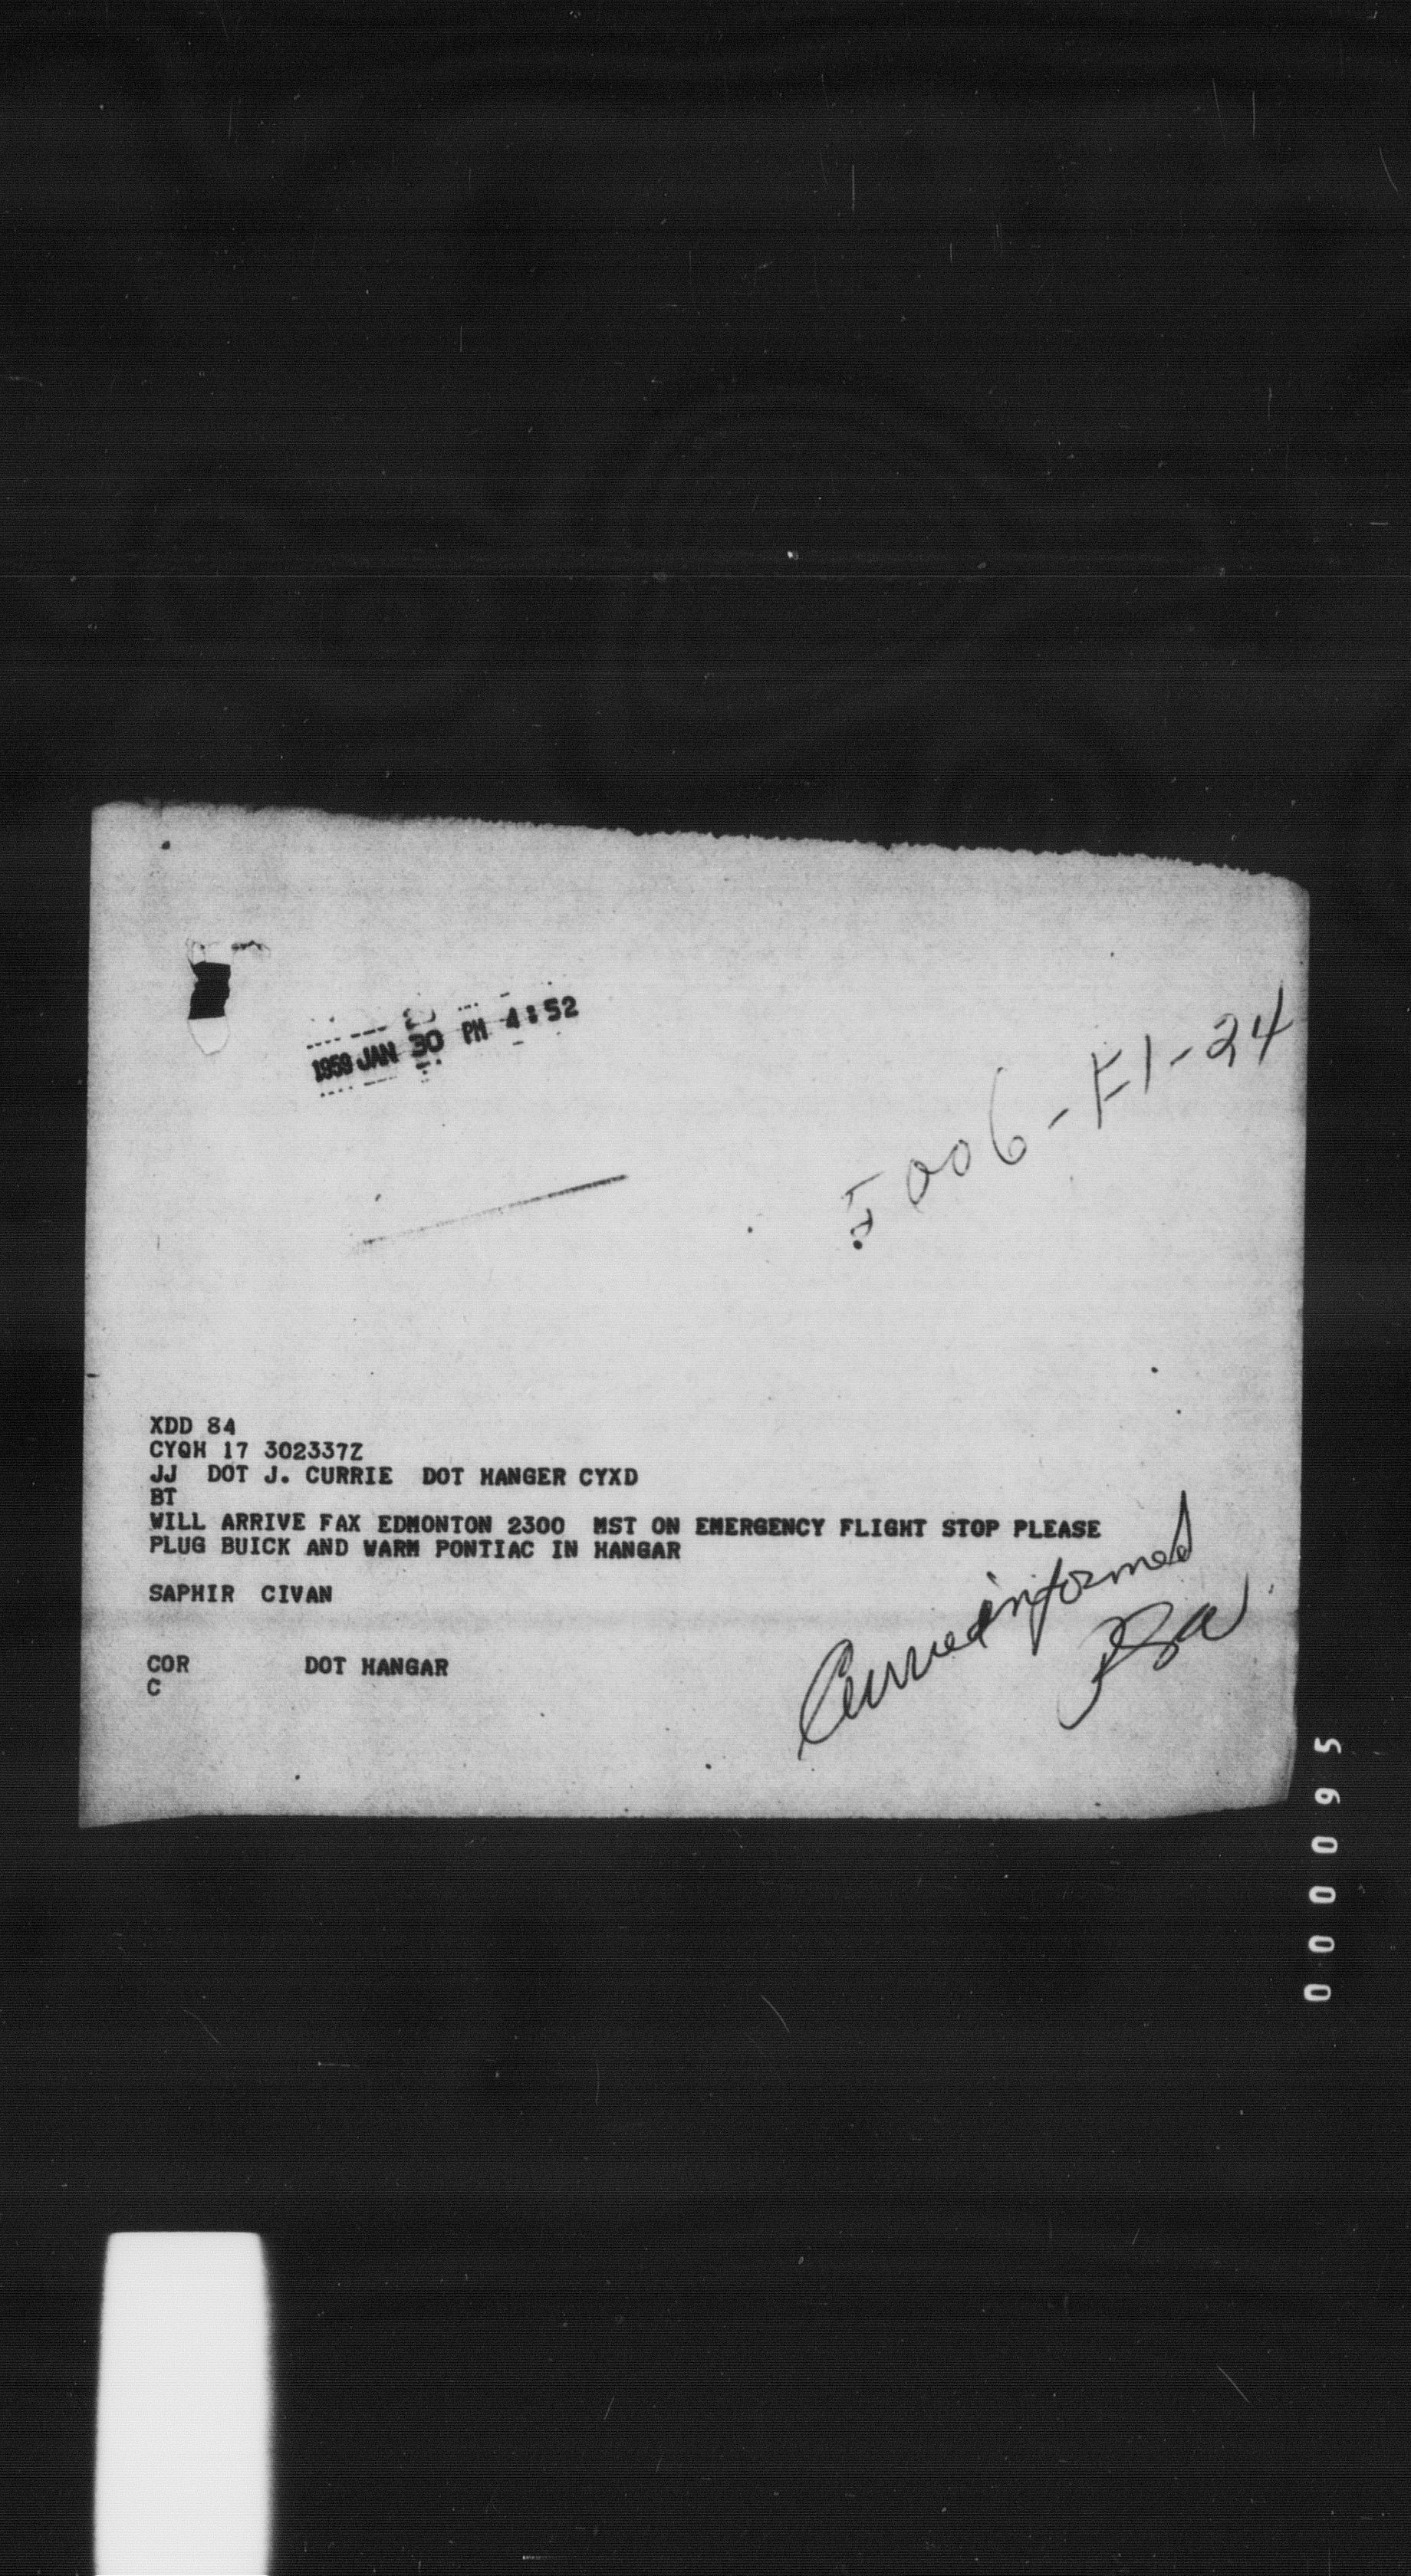 1959 JAN 30 PM 4:52
5006-F1-24
XDD 84
CYQH 17 302337Z
JJ DOT J. CURRIE DOT HANGER CYXD
BT
WILL ARRIVE FAX EDMONTON 2300 MST ON EMERGENCY FLIGHT STOP PLEASE
PLUG BUICK AND WARM PONTIAC IN HANGAR
SAPHIR CIVAN
COR DOT HANGAR
C
Currie informed
000095